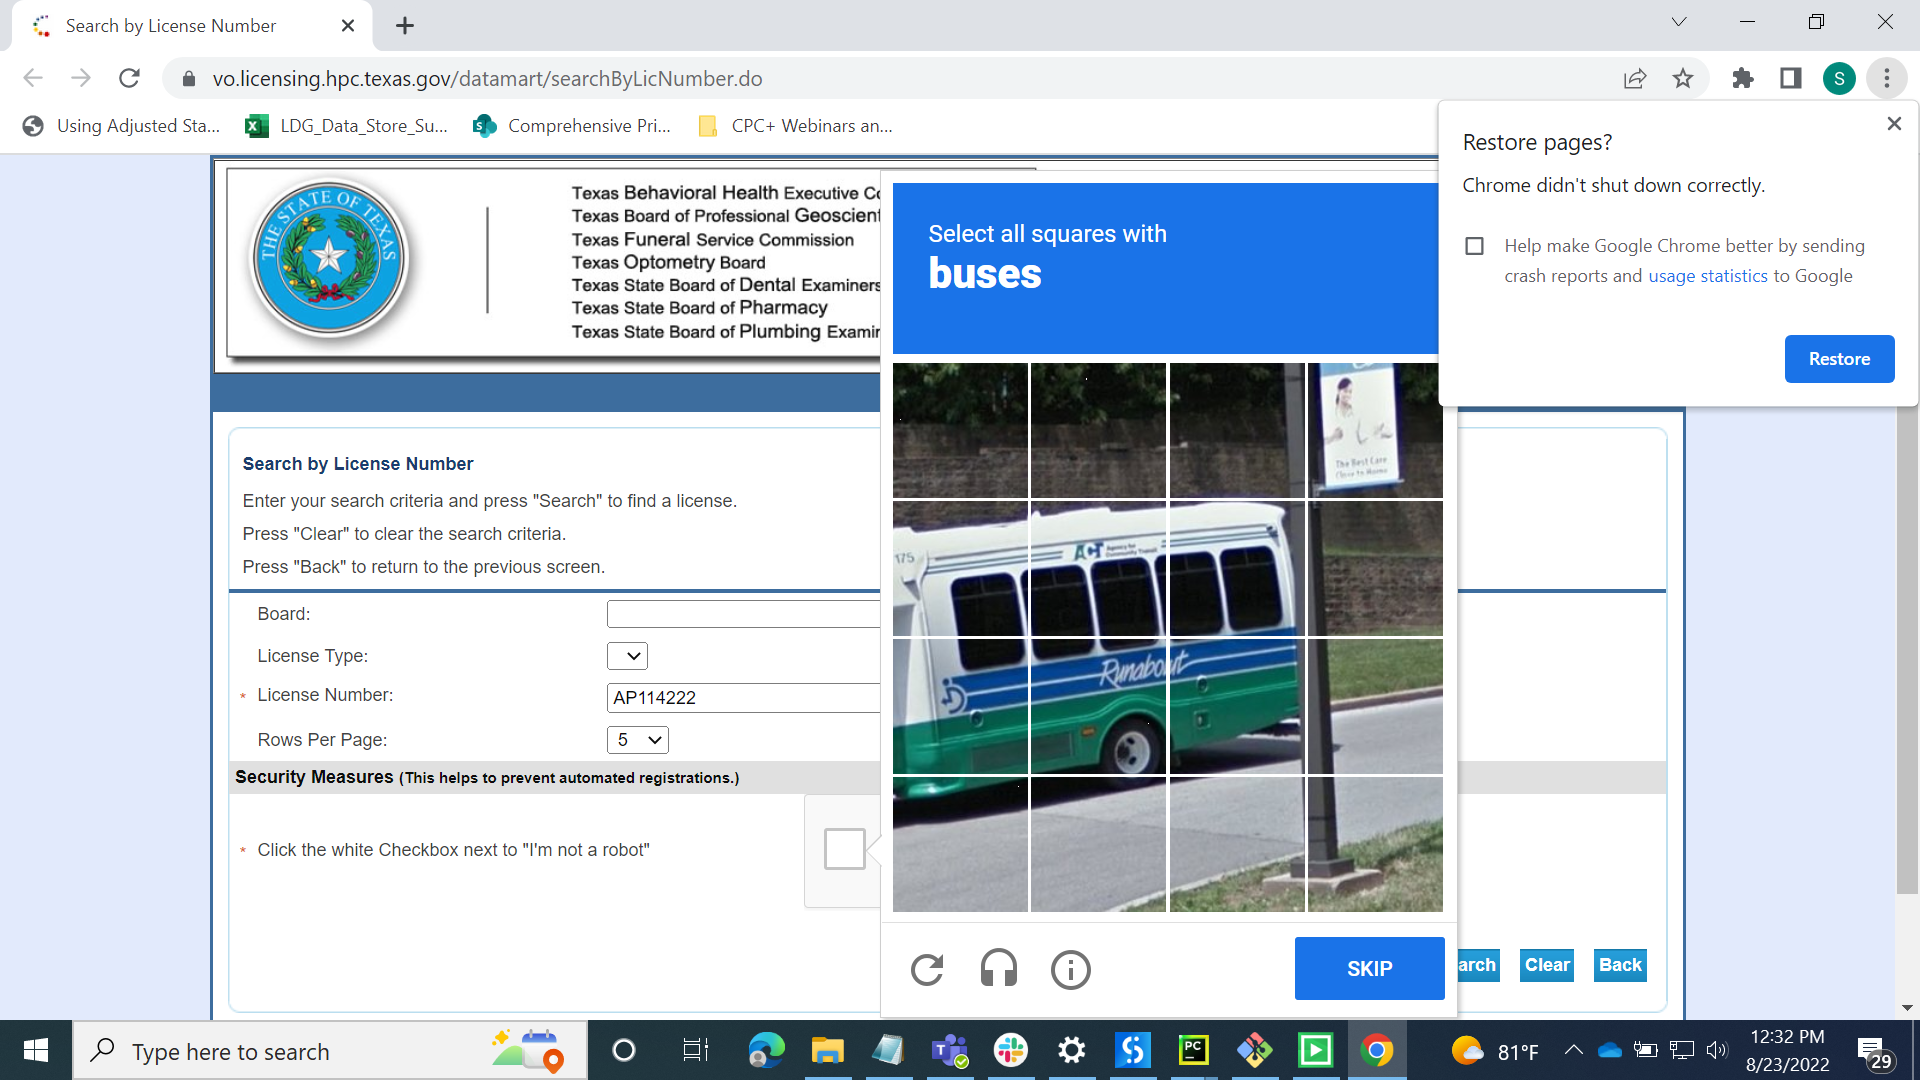 Search by License Number
vo.licensing.hpc.texas.gov/datamart/searchByLicNumber.do
S
Using Adjusted Sta...
LDG_Data_Store_Su...
Comprehensive Pri...
CPC+ Webinars an...
Restore pages?
Chrome didn't shut down correctly.
Help make Google Chrome better by sending
crash reports and usage statistics to Google
Restore
THE STATE OF TEXAS
Texas Behavioral Health Executive Co
Texas Board of Professional Geoscient
Texas Funeral Service Commission
Texas Optometry Board
Texas State Board of Dental Examiners
Texas State Board of Pharmacy
Texas State Board of Plumbing Examin
Select all squares with
buses
The Best Care
Close to Home
175
ACT Agency for
Community Transit
Runabout
SKIP
Search by License Number
Enter your search criteria and press "Search" to find a license.
Press "Clear" to clear the search criteria.
Press "Back" to return to the previous screen.
Board:
License Type:
* License Number: AP114222
Rows Per Page: 5
Security Measures (This helps to prevent automated registrations.)
* Click the white Checkbox next to "I'm not a robot"
arch
Clear
Back
Type here to search
PC
81°F
12:32 PM
8/23/2022
29